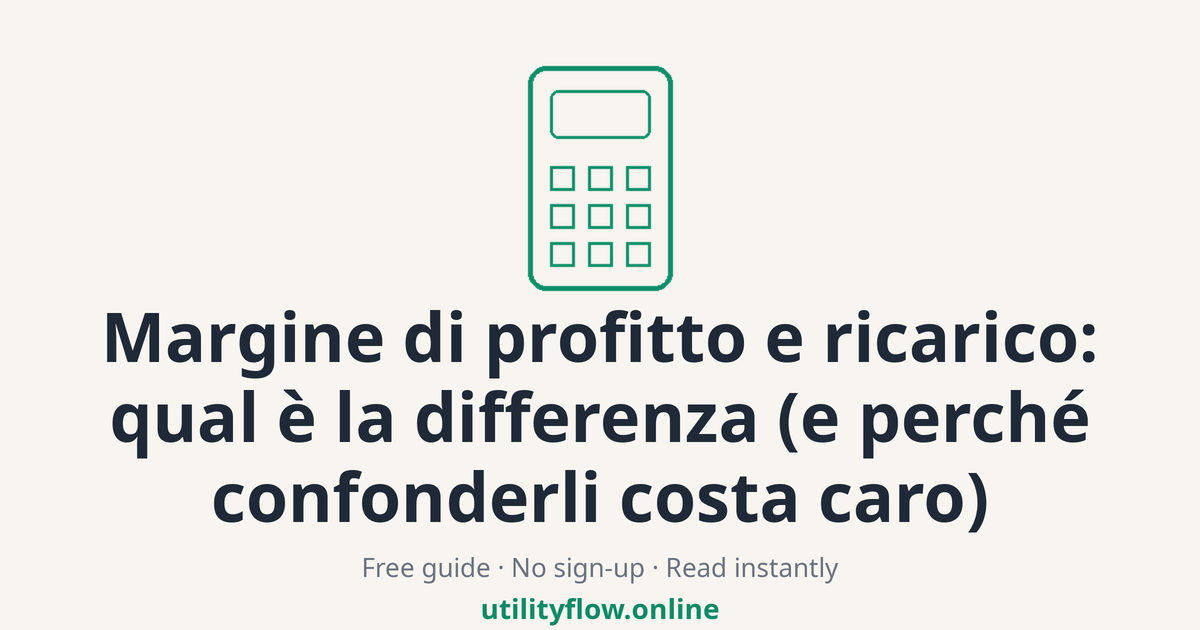 Margine di profitto e ricarico:
qual è la differenza (e perché
confonderli costa caro)
Free guide · No sign-up · Read instantly
utilityflow.online